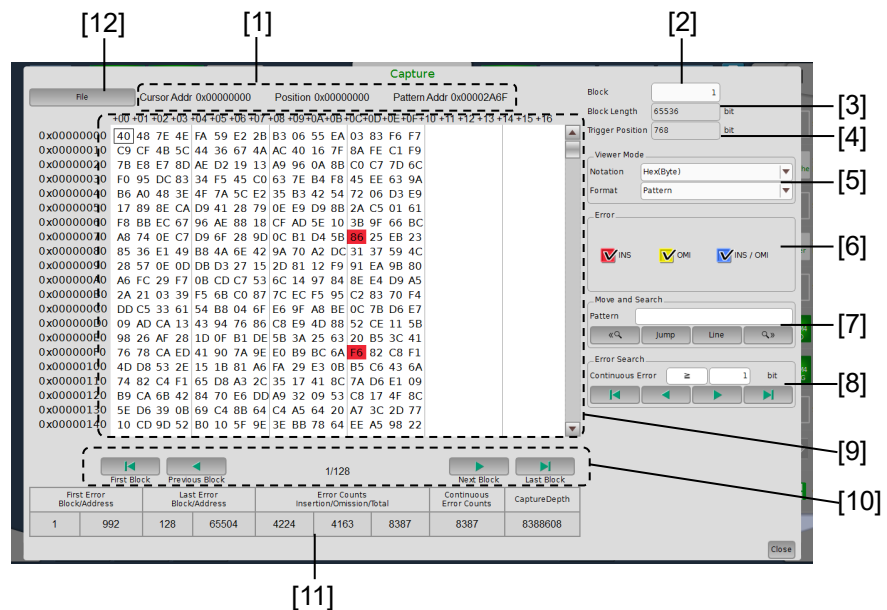 [12] [1] [2]
Capture
File Cursor Addr 0x00000000 Position 0x00000000 Pattern Addr 0x00002A6F Block 1
[3]
Block Length 65536 bit
[4]
Trigger Position 768 bit
+00 +01 +02 +03 +04 +05 +06 +07 +08 +09 +0A +0B +0C +0D +0E +0F +10 +11 +12 +13 +14 +15 +16
0x00000000 40 48 7E 4E FA 59 E2 2B B3 06 55 EA 03 83 F6 F7
0x00000010 C9 CF 4B 5C 44 36 67 4A AC 40 16 7F 8A FE C1 F9
0x00000020 7B E8 E7 8D AE D2 19 13 A9 96 0A 8B C0 C7 7D 6C
0x00000030 F0 95 DC 83 34 F5 45 C0 63 7E B4 F8 45 EE 63 9A
0x00000040 B6 A0 48 3E 4F 7A 5C E2 35 B3 42 54 72 06 D3 E9
0x00000050 17 89 8E CA D9 41 28 79 0E E9 D9 8B 2A C5 01 61
0x00000060 F8 BB EC 67 96 AE 88 18 CF AD 5E 10 3B 9F 66 BC
0x00000070 A8 74 0E C7 D9 6F 28 9D 0C B1 D4 5B 86 25 EB 23
0x00000080 85 36 E1 49 B8 4A 6E 42 9A 70 A2 DC 31 37 59 4C
0x00000090 28 57 0E 0D DB D3 27 15 2D 81 12 F9 91 EA 9B 80
0x000000A0 A6 FC 29 F7 0B CD C7 53 6C 14 97 84 8E E4 D9 A5
0x000000B0 2A 21 03 39 F5 6B C0 87 7C EC F5 95 C2 83 70 F4
0x000000C0 DD C5 33 61 54 B8 04 6F E6 9F A8 BE 0C 7B D6 E7
0x000000D0 09 AD CA 13 43 94 76 86 C8 E9 4D 88 52 CE 11 5B
0x000000E0 98 26 AF 28 1D 0F B1 DE 5B 3A 25 63 20 B5 3C 41
0x000000F0 76 78 CA ED 41 90 7A 9E E0 B9 BC 6A F6 82 C8 F1
0x00000100 4D D8 53 2E 15 1B 81 A6 FA 29 E3 0B B5 C6 43 6A
0x00000110 74 82 C4 F1 65 D8 A3 2C 35 17 41 8C 7A D6 E1 09
0x00000120 B9 CA 6B 42 84 70 E6 DD A9 32 09 53 C8 17 4F 8C
0x00000130 5E D6 39 0B 69 C4 8B 64 C4 A5 64 20 A7 3C 2D 77
0x00000140 10 CD 9D 52 B0 10 5F 9E 3E BB 78 64 EE A5 98 22
Viewer Mode
Notation Hex(Byte)
[5]
Format Pattern
Error
INS OMI INS / OMI [6]
Move and Search
Pattern
Jump Line [7]
Error Search
Continuous Error ≧ 1 bit
[8]
[9]
1/128
First Block Previous Block Next Block Last Block
[10]
First Error Block/Address Last Error Block/Address Error Counts Insertion/Omission/Total Continuous Error Counts CaptureDepth
1 992 128 65504 4224 4163 8387 8387 8388608
Close
[11]